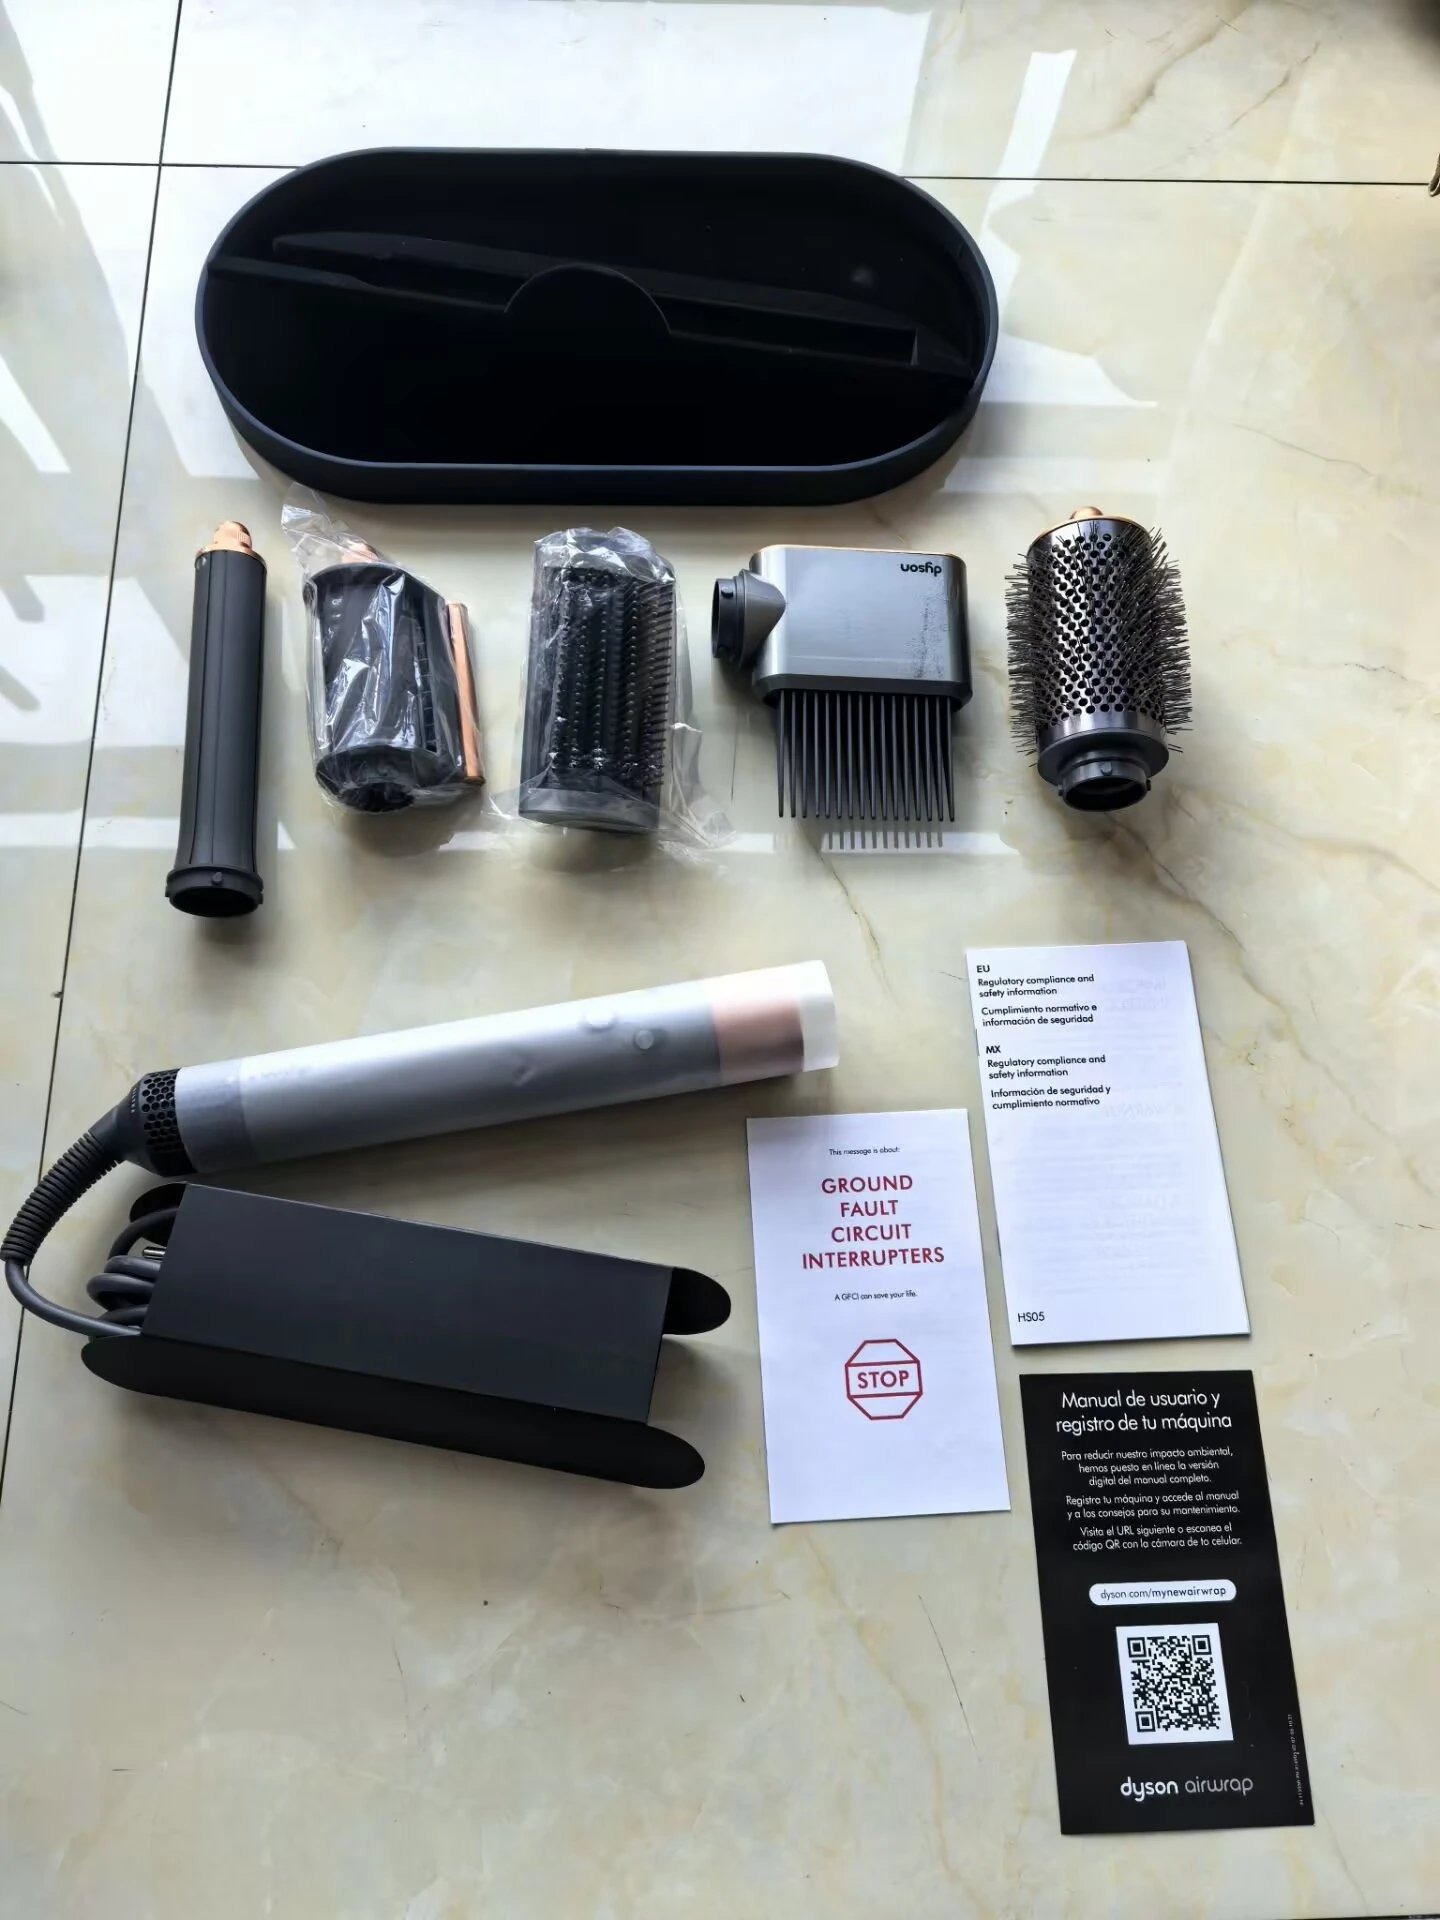 dyson
EU
Regulatory compliance and
safety information
Cumplimiento normativo e
información de seguridad
MX
Regulatory compliance and
safety information
Información de seguridad y
cumplimiento normativo
HS05
This message is about:
GROUND
FAULT
CIRCUIT
INTERRUPTERS
A GFCI can save your life.
STOP
Manual de usuario y
registro de tu máquina
Para reducir nuestro impacto ambiental,
hemos puesto en línea la versión
digital del manual completo.
Registra tu máquina y accede al manual
y a los consejos para su mantenimiento.
Visita el URL siguiente o escanea el
código QR con la cámara de tu celular.
dyson.com/mynewairwrap
dyson airwrap